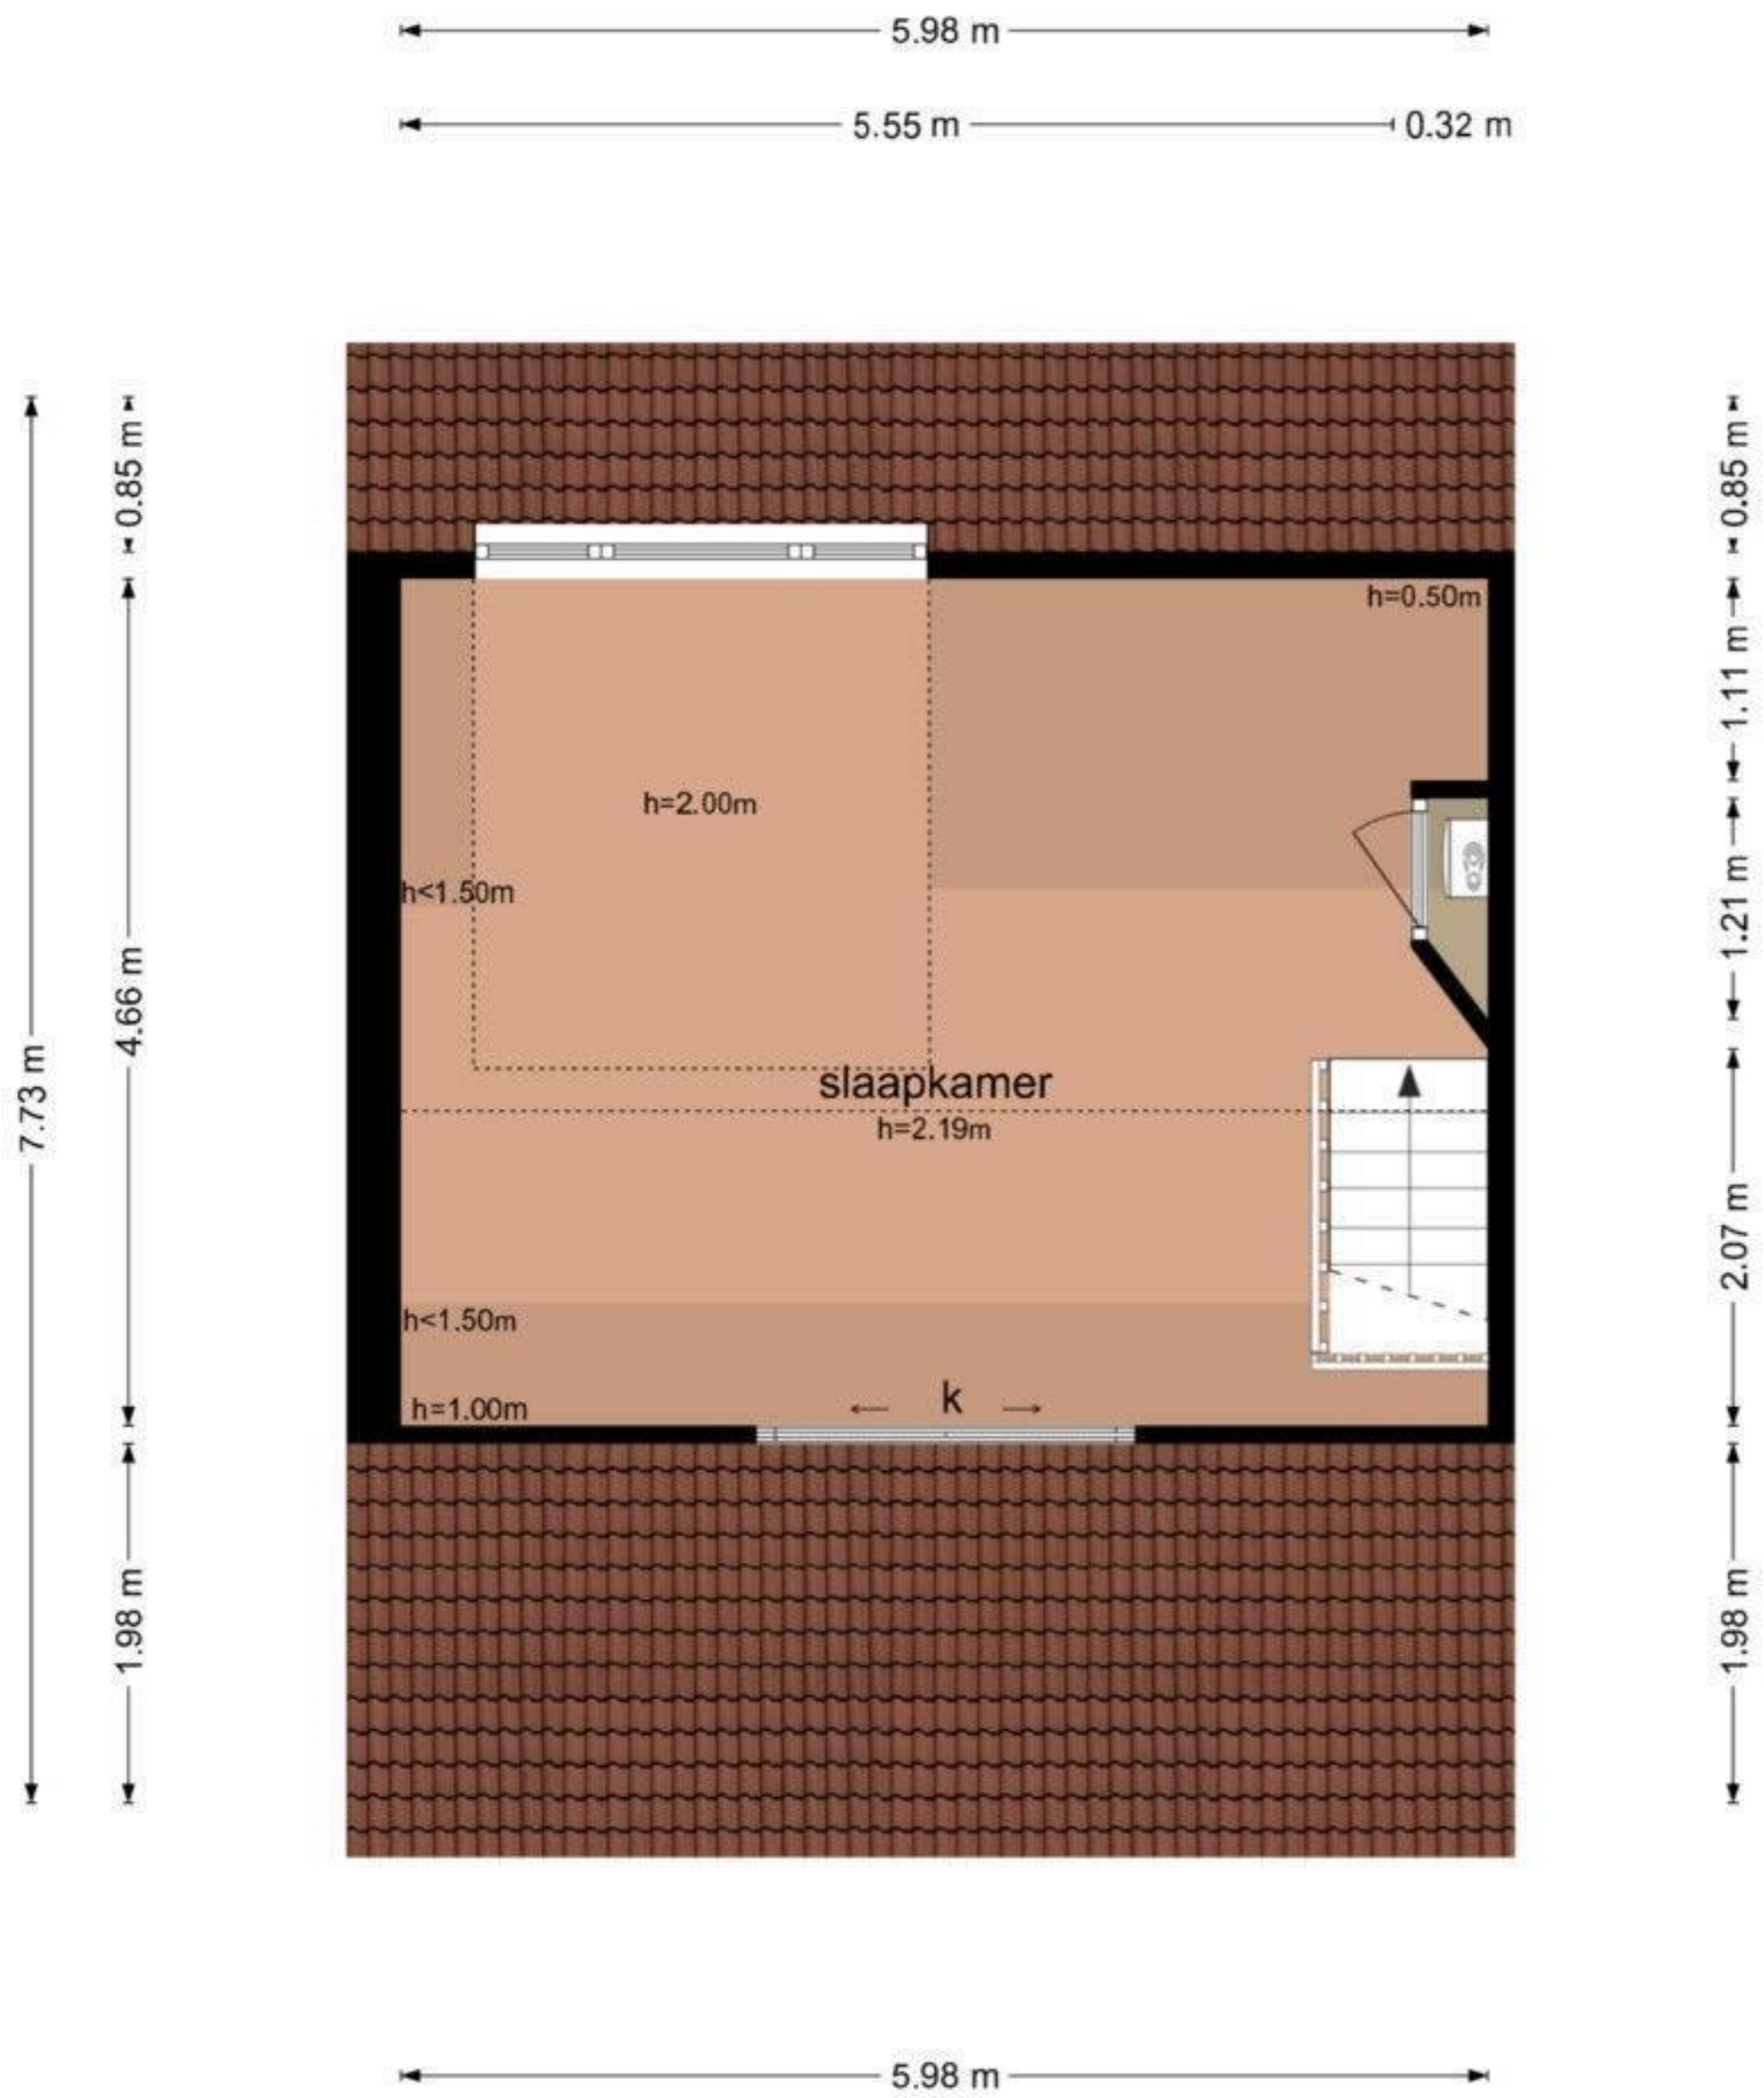 5.98 m
5.55 m
0.32 m
0.85 m
0.85 m
h=0.50m
1.11 m
h=2.00m
h<1.50m
1.21 m
4.66 m
7.73 m
slaapkamer
h=2.19m
2.07 m
h<1.50m
h=1.00m
k
1.98 m
1.98 m
5.98 m